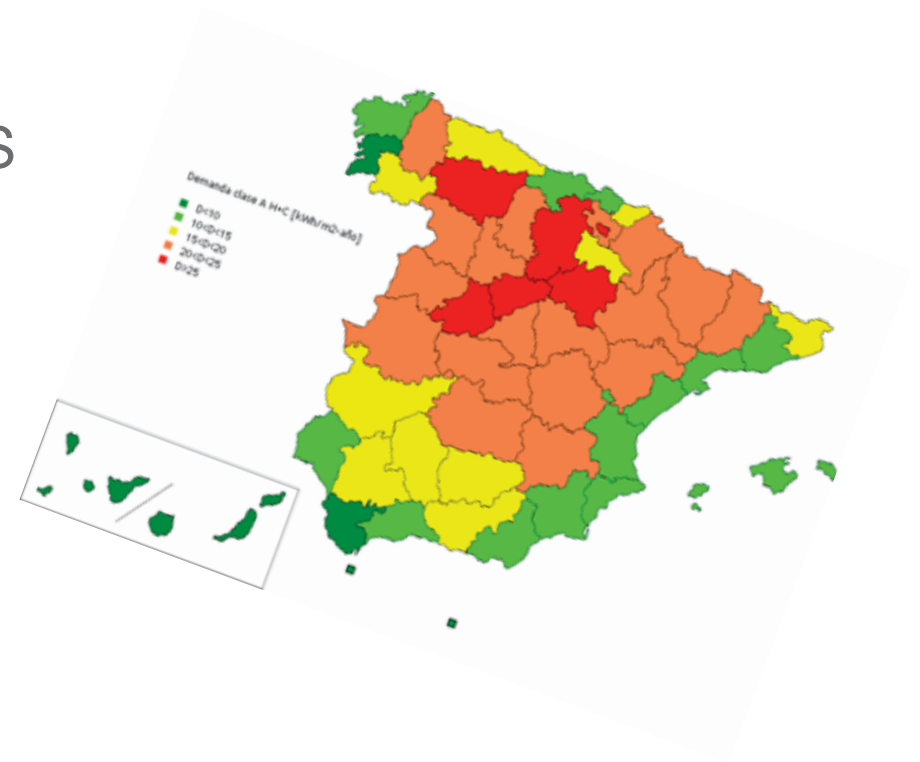 s
Demanda clase A H+C [kWh/m2-año]
D<10
10<D<15
15<D<20
20<D<25
D>25